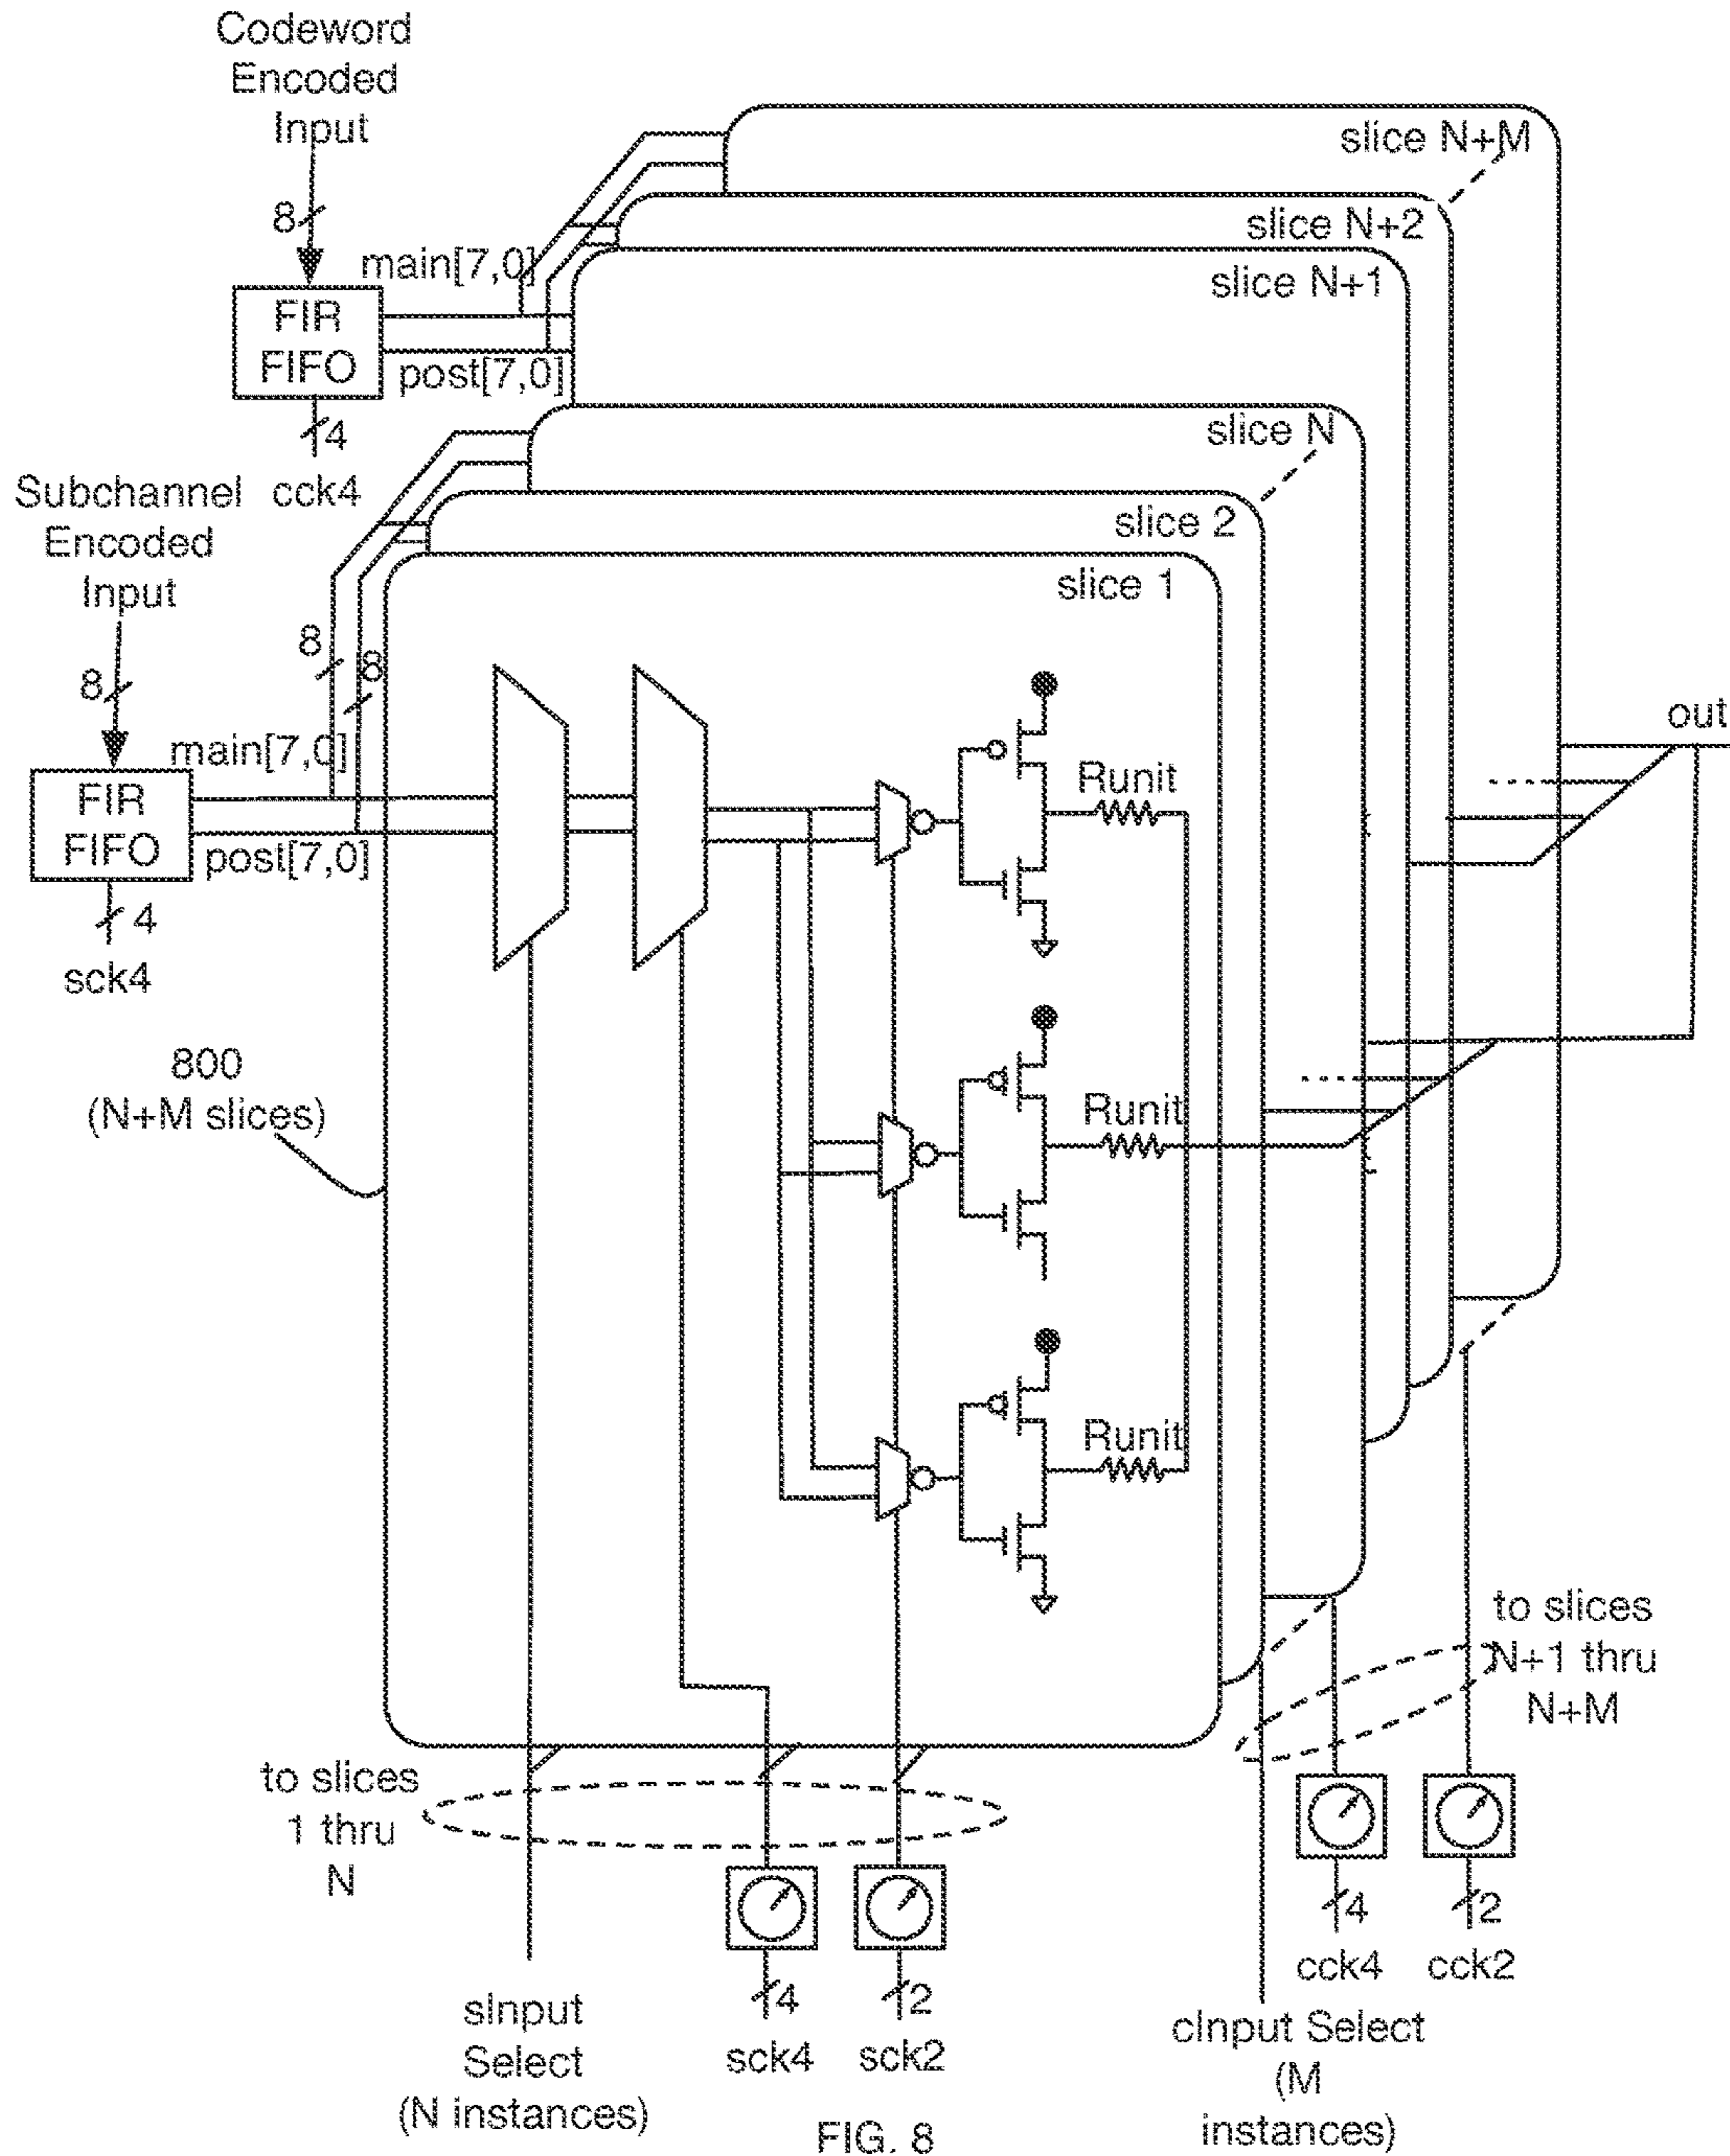 Codeword
Encoded
Input
8
main[7,0]
FIR
FIFO
post[7,0]
4
cck4
slice N+M
slice N+2
slice N+1
slice N
slice 2
slice 1
Subchannel
Encoded
Input
8
8
8
main[7,0]
FIR
FIFO
post[7,0]
4
sck4
Runit
Runit
Runit
out
800
(N+M slices)
to slices
1 thru
N
to slices
N+1 thru
N+M
4
cck4
2
cck2
sInput
Select
(N instances)
4
sck4
2
sck2
cInput Select
(M
instances)
FIG. 8